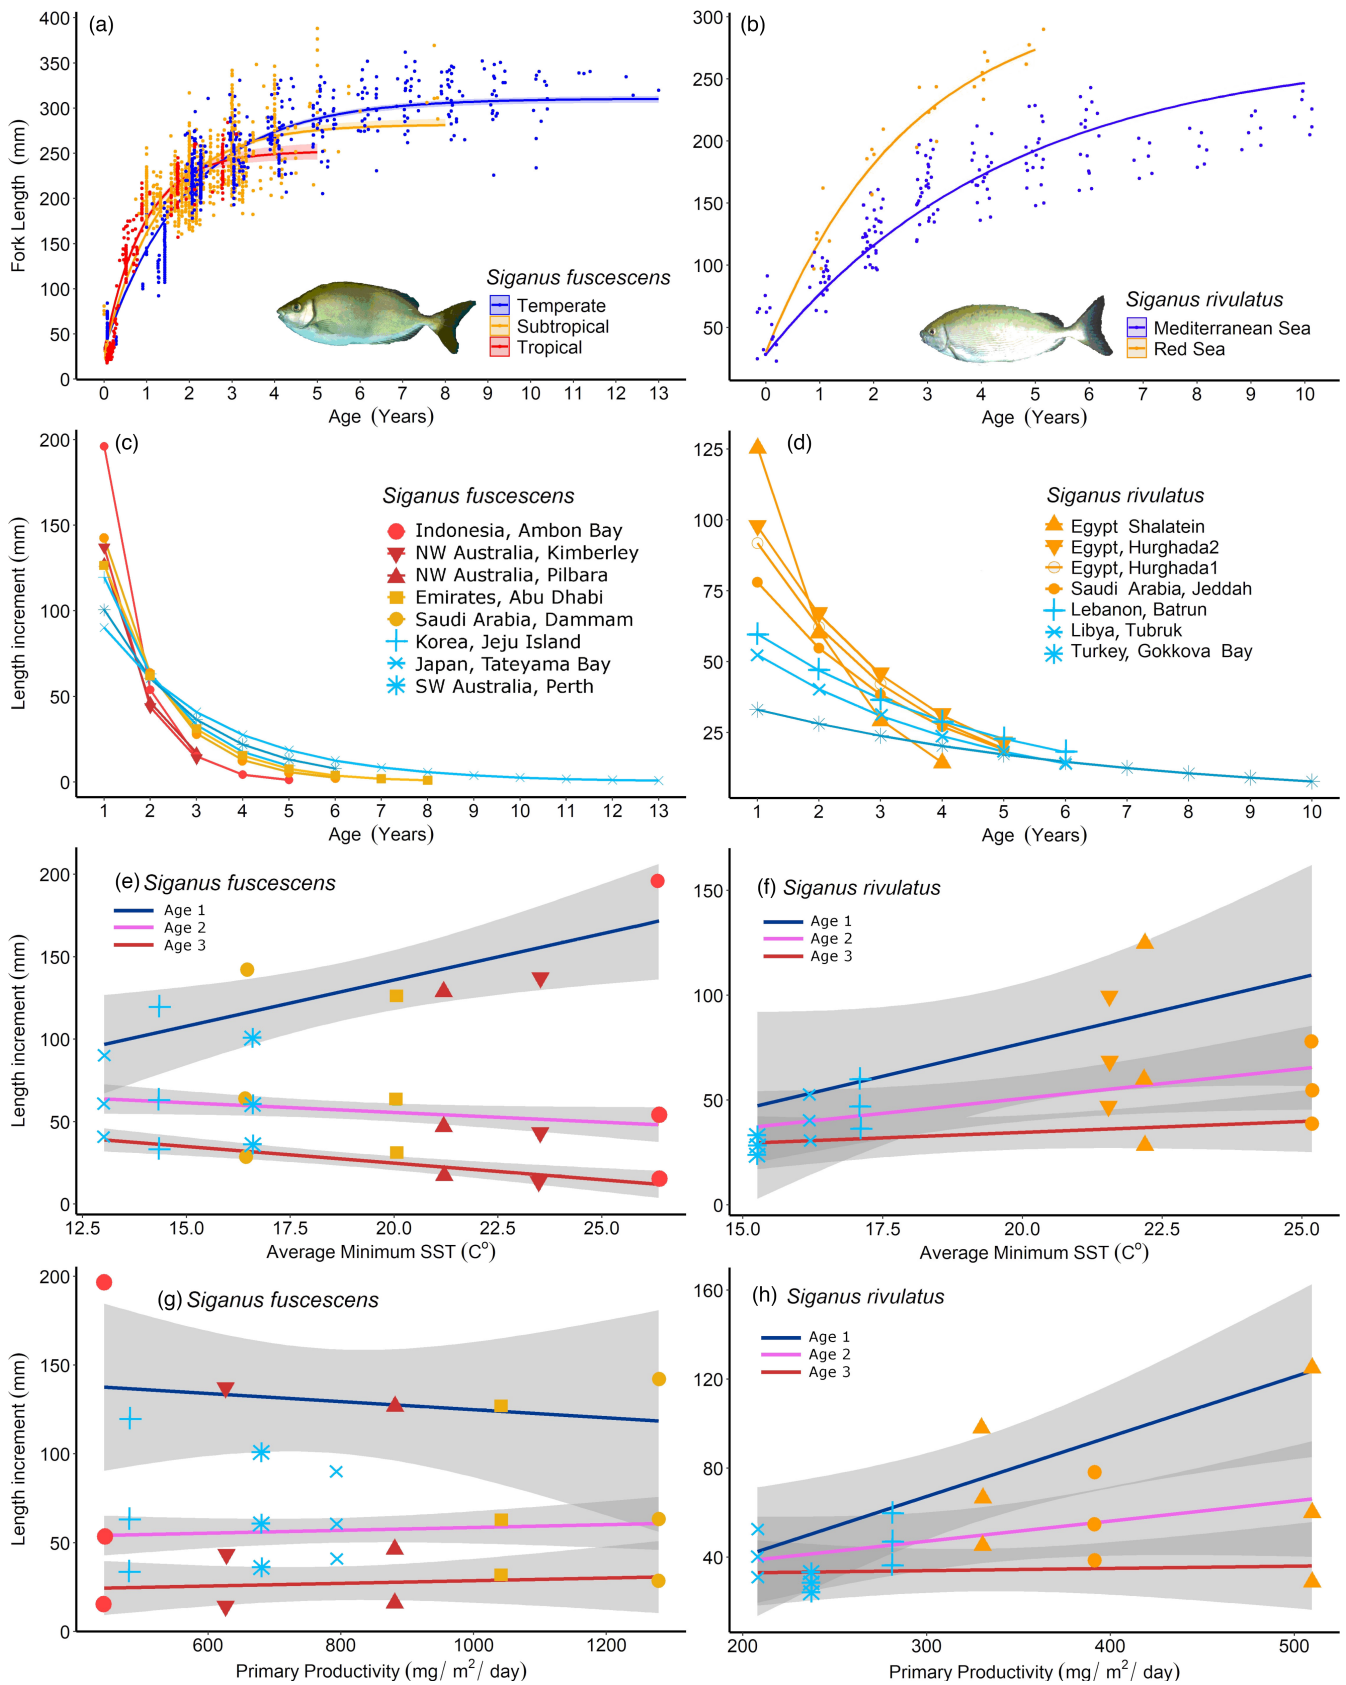 (a)
400
350
300
250
200
150
100
50
0
Fork Length (mm)
0 1 2 3 4 5 6 7 8 9 10 11 12 13
Age (Years)
Siganus fuscescens
Temperate
Subtropical
Tropical
(b)
300
250
200
150
100
50
0 1 2 3 4 5 6 7 8 9 10
Age (Years)
Siganus rivulatus
Mediterranean Sea
Red Sea
(c)
200
150
100
50
0
Length increment (mm)
1 2 3 4 5 6 7 8 9 10 11 12 13
Age (Years)
Siganus fuscescens
Indonesia, Ambon Bay
NW Australia, Kimberley
NW Australia, Pilbara
Emirates, Abu Dhabi
Saudi Arabia, Dammam
Korea, Jeju Island
Japan, Tateyama Bay
SW Australia, Perth
(d)
125
100
75
50
25
1 2 3 4 5 6 7 8 9 10
Age (Years)
Siganus rivulatus
Egypt Shalatein
Egypt, Hurghada2
Egypt, Hurghada1
Saudi Arabia, Jeddah
Lebanon, Batrun
Libya, Tubruk
Turkey, Gokkova Bay
(e) Siganus fuscescens
Age 1
Age 2
Age 3
200
150
100
50
0
Length increment (mm)
12.5 15.0 17.5 20.0 22.5 25.0
Average Minimum SST (C°)
(f) Siganus rivulatus
Age 1
Age 2
Age 3
150
100
50
0
15.0 17.5 20.0 22.5 25.0
Average Minimum SST (C°)
(g) Siganus fuscescens
200
150
100
50
0
Length increment (mm)
600 800 1000 1200
Primary Productivity (mg/ m²/ day)
(h) Siganus rivulatus
Age 1
Age 2
Age 3
160
120
80
40
200 300 400 500
Primary Productivity (mg/ m²/ day)